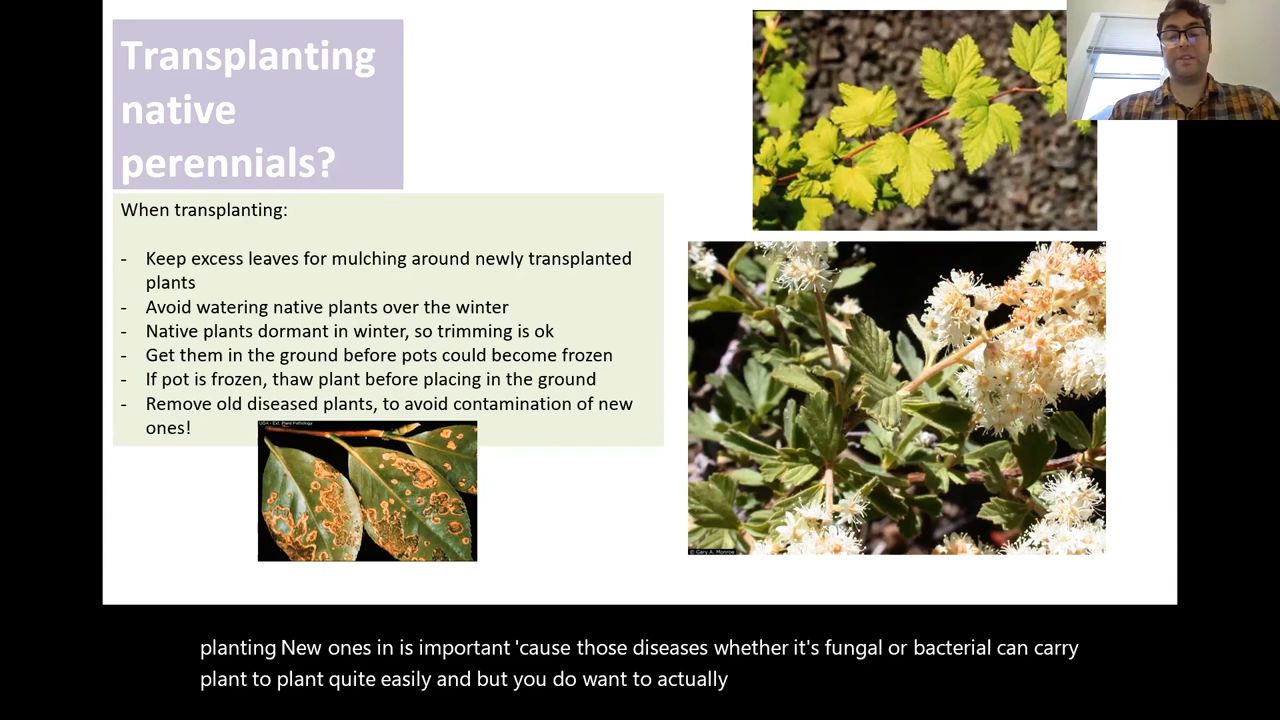 Transplanting
native
perennials?
When transplanting:
- Keep excess leaves for mulching around newly transplanted
plants
- Avoid watering native plants over the winter
- Native plants dormant in winter, so trimming is ok
- Get them in the ground before pots could become frozen
- If pot is frozen, thaw plant before placing in the ground
- Remove old diseased plants, to avoid contamination of new
ones!
© Gary A. Monroe
planting New ones in is important 'cause those diseases whether it's fungal or bacterial can carry
plant to plant quite easily and but you do want to actually